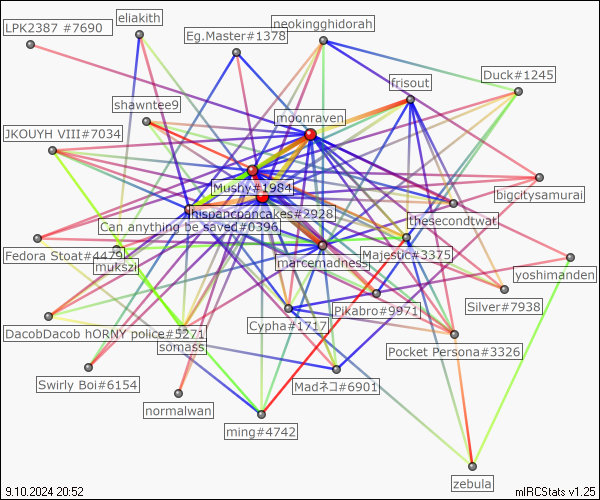 eliakith
neokingghidorah
LPK2387 #7690
Eg.Master#1378
frisout
Duck#1245
shawntee9
moonraven
JKOUYH VIII#7034
Mushy#1984
bigcitysamurai
hispancoancakes#2928
thesecondtwat
Can anything be saved#0396
Fedora Stoat#4479
Majestic#3375
mukszi
marcemadness
yoshimanden
Pikabro#9971
Silver#7938
DacobDacob hORNY police#5271
Cypha#1717
somass
Pocket Persona#3326
Swirly Boi#6154
Madネコ#6901
normalwan
ming#4742
zebula
9.10.2024 20:52
mIRCStats v1.25